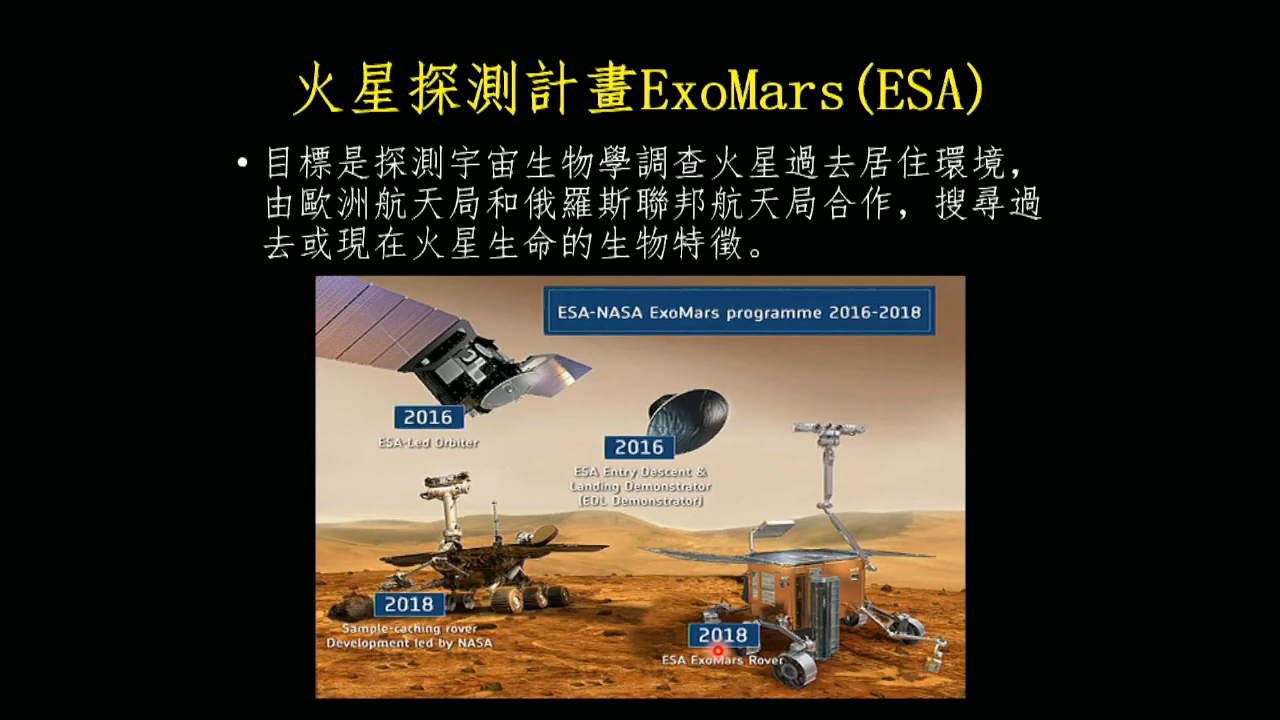 火星探測計畫ExoMars(ESA)
• 目標是探測宇宙生物學調查火星過去居住環境,
由歐洲航天局和俄羅斯聯邦航天局合作, 搜尋過
去或現在火星生命的生物特徵。
ESA-NASA ExoMars programme 2016-2018
2016
ESA-Led Orbiter
2016
ESA Entry Descent &
Landing Demonstrator
(EDL Demonstrator)
2018
Sample-caching rover
Development led by NASA
2018
ESA ExoMars Rover